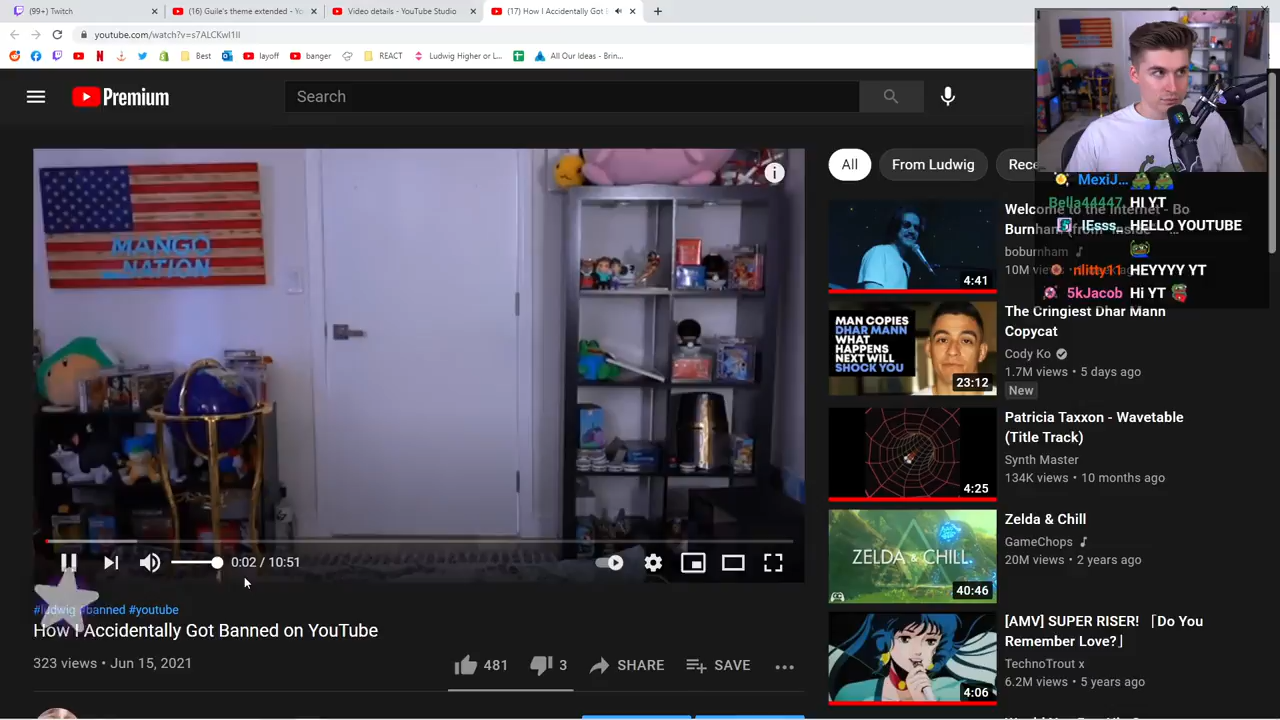 (99+) Twitch
(16) Guile's theme extended - Yo
Video details - YouTube Studio
(17) How I Accidentally Got B
youtube.com/watch?v=s7ALCKwI1II
Best
layoff
banger
REACT
Ludwig Higher or L...
All Our Ideas - Brin...
Premium
Search
i
MANGO
NATION
All
From Ludwig
Rece
MexiJ...
Bella44447 HI YT
lEsss_ HELLO YOUTUBE
nlitty11 HEYYYY YT
5kJacob Hi YT
Welcome to the Internet - Bo
Burnham (from "Inside"
boburnham
10M
4:41
MAN COPIES
DHAR MANN
WHAT
HAPPENS
NEXT WILL
SHOCK YOU
23:12
The Cringiest Dhar Mann
Copycat
Cody Ko
1.7M views • 5 days ago
New
Patricia Taxxon - Wavetable
(Title Track)
Synth Master
134K views • 10 months ago
4:25
ZELDA & CHILL
40:46
Zelda & Chill
GameChops
20M views • 2 years ago
[AMV] SUPER RISER! 「Do You
Remember Love?」
TechnoTrout x
6.2M views • 5 years ago
4:06
0:02 / 10:51
#ludwig #banned #youtube
How I Accidentally Got Banned on YouTube
323 views • Jun 15, 2021
481
3
SHARE
SAVE